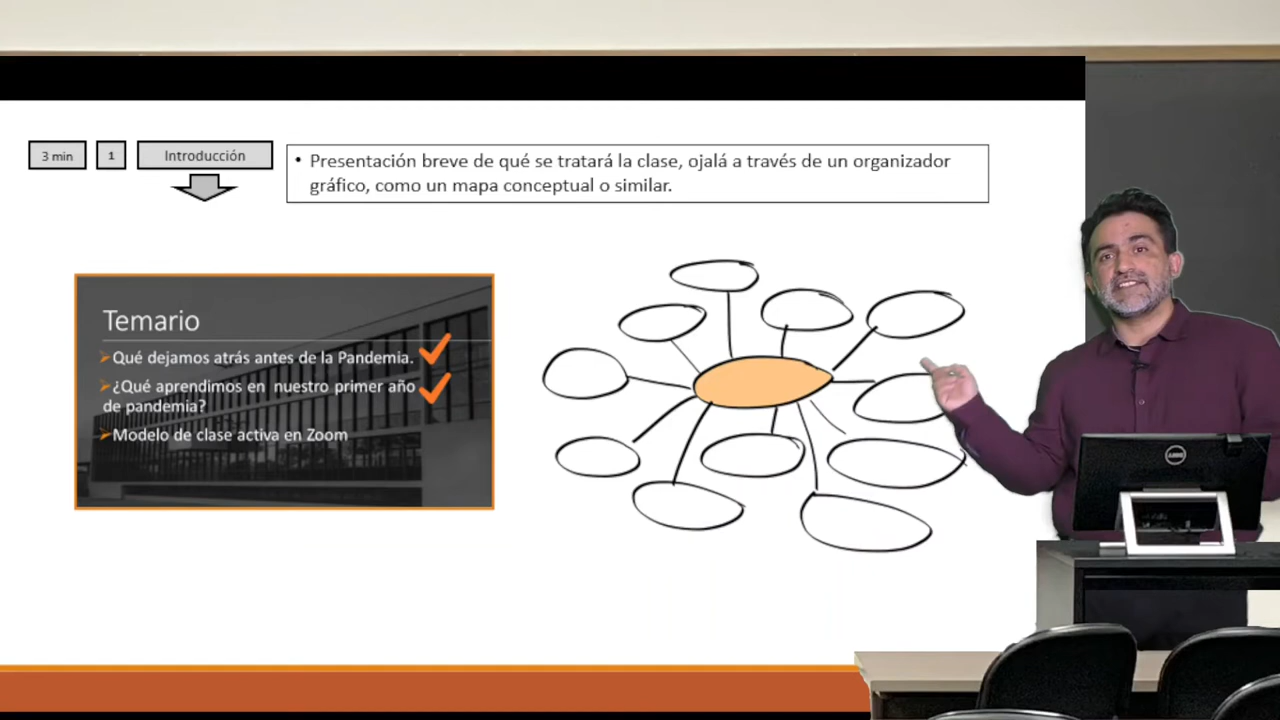 3 min
1
Introducción
• Presentación breve de qué se tratará la clase, ojalá a través de un organizador
gráfico, como un mapa conceptual o similar.
Temario
Qué dejamos atrás antes de la Pandemia.
¿Qué aprendimos en nuestro primer año
de pandemia?
Modelo de clase activa en Zoom
DELL